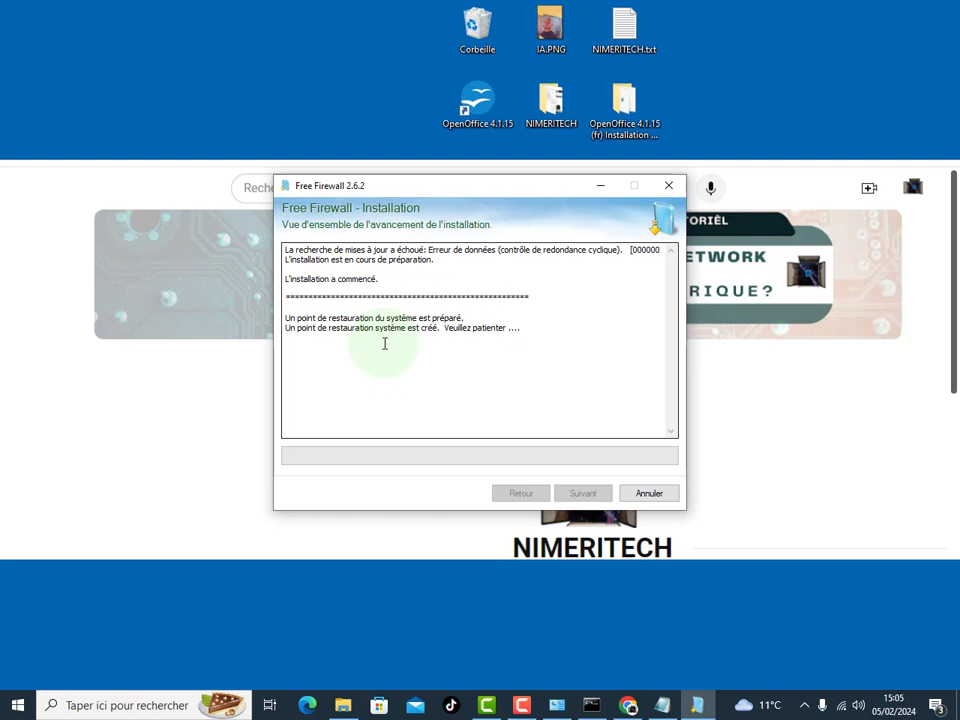 Corbeille
IA.PNG
NIMERITECH.txt
OpenOffice 4.1.15
NIMERITECH
OpenOffice 4.1.15
(fr) Installation ...
Reche
Free Firewall 2.6.2
Free Firewall - Installation
Vue d'ensemble de l'avancement de l'installation.
La recherche de mises à jour a échoué: Erreur de données (contrôle de redondance cyclique). [000000
L'installation est en cours de préparation.
L'installation a commencé.
Un point de restauration du système est préparé.
Un point de restauration système est créé. Veuillez patienter ....
TORIÈL
ETWORK
RIQUE?
Retour
Suivant
Annuler
NIMERITECH
Taper ici pour rechercher
11°C
15:05
05/02/2024
3